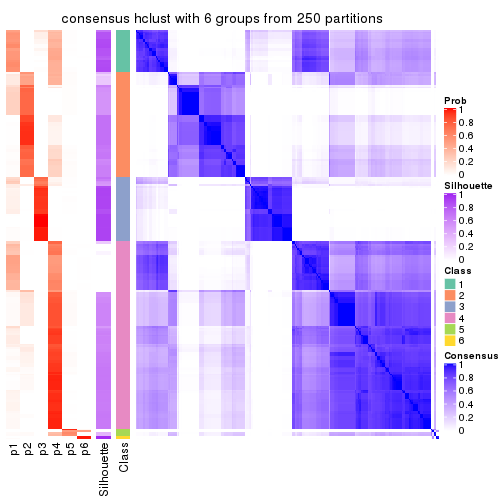 consensus hclust with 6 groups from 250 partitions
Prob
1
0.8
0.6
0.4
0.2
0
Silhouette
1
0.8
0.6
0.4
0.2
0
Class
1
2
3
4
5
6
Consensus
1
0.8
0.6
0.4
0.2
0
p1
p2
p3
p4
p5
p6
Silhouette
Class